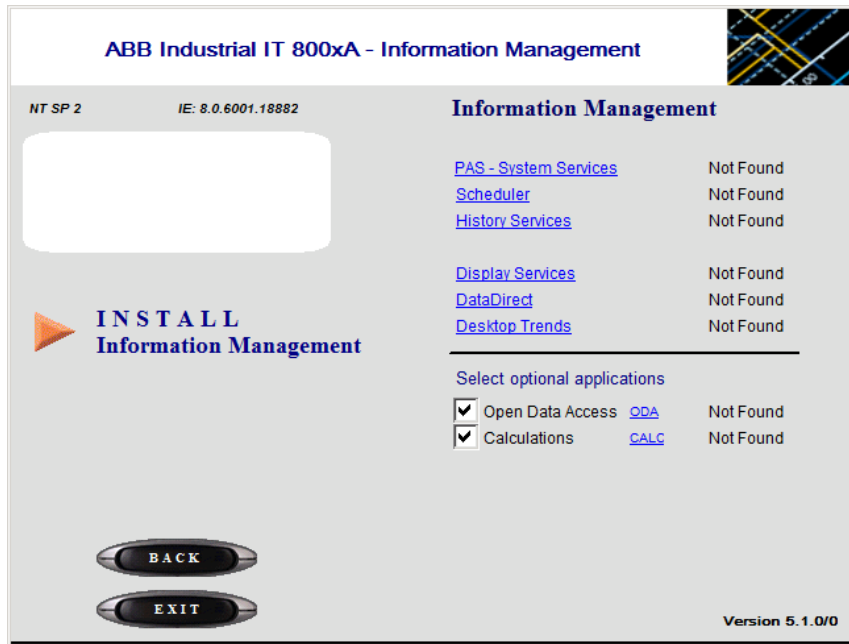 ABB Industrial IT 800xA - Information Management
NT SP 2 IE: 8.0.6001.18882
Information Management
PAS - System Services Not Found
Scheduler Not Found
History Services Not Found
Display Services Not Found
DataDirect Not Found
Desktop Trends Not Found
INSTALL
Information Management
Select optional applications
Open Data Access ODA Not Found
Calculations CALC Not Found
BACK
EXIT
Version 5.1.0/0